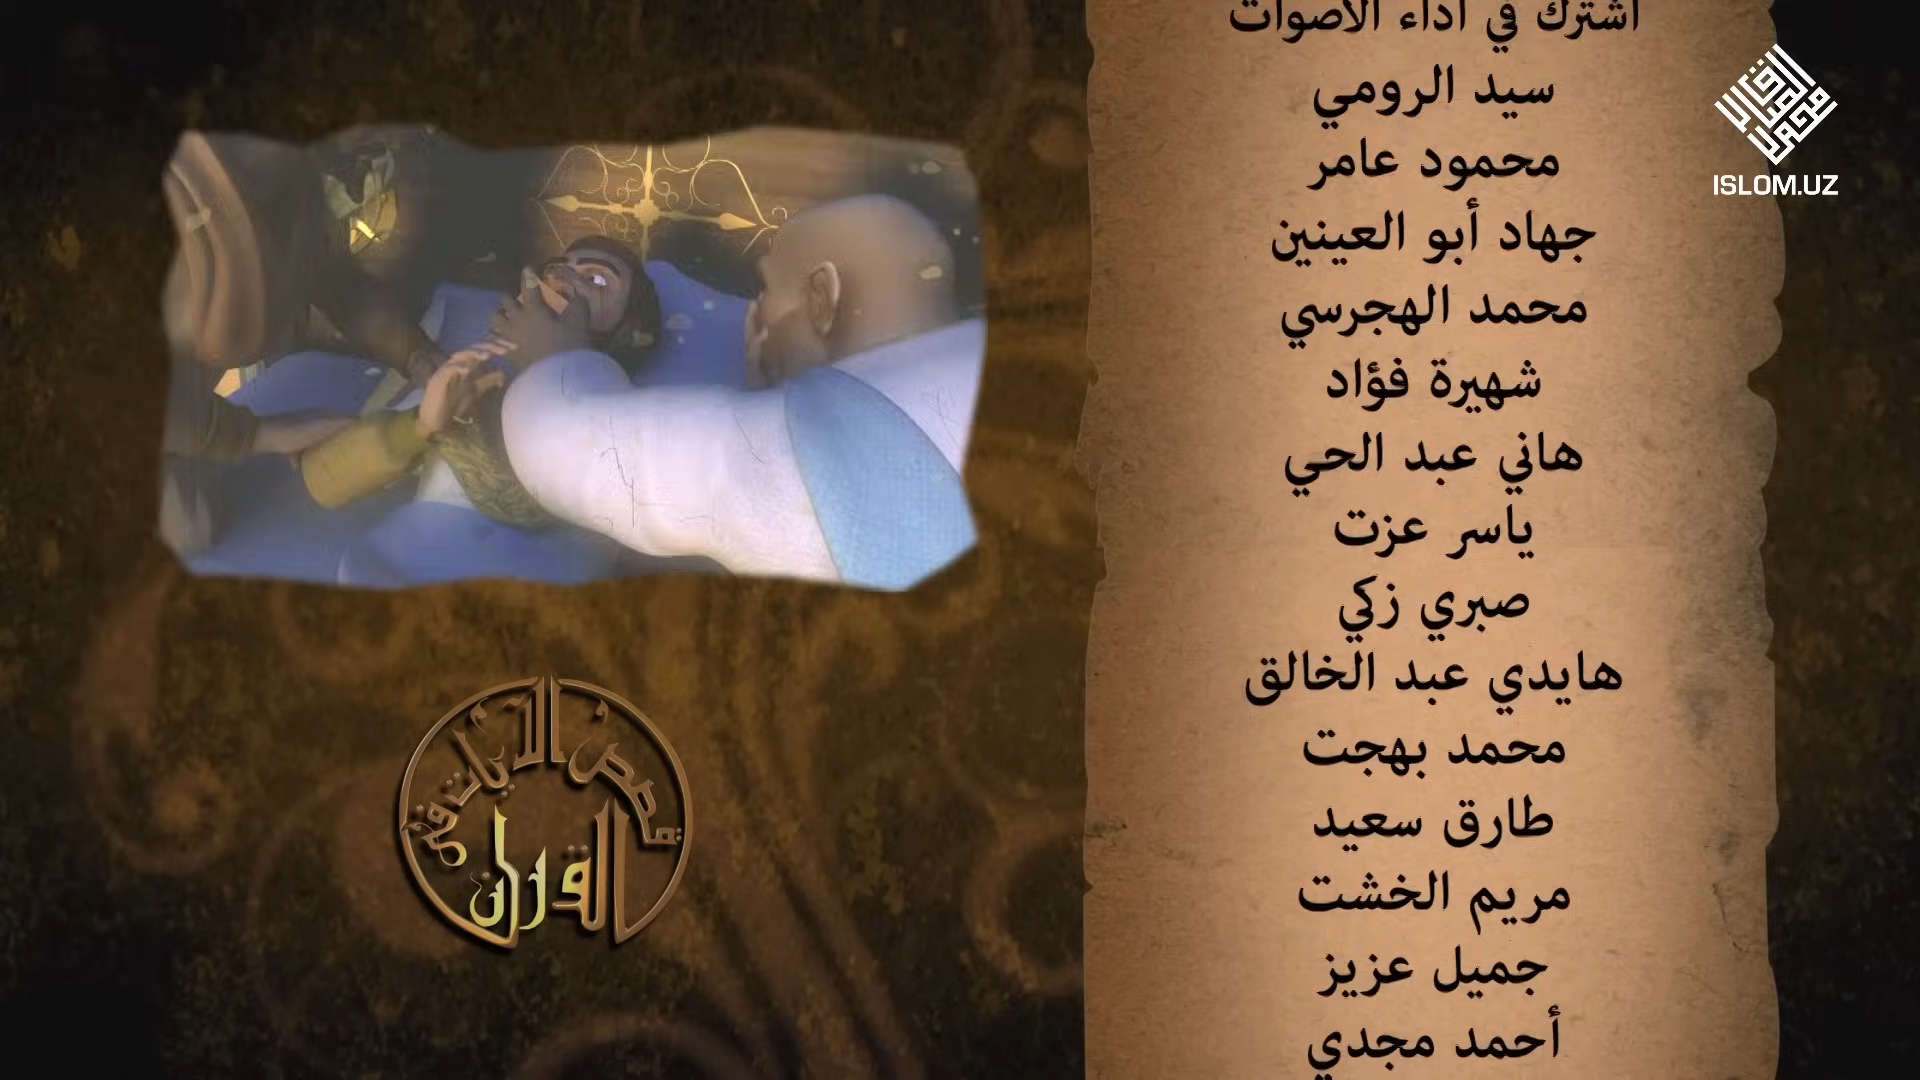 اشترك في أداء الأصوات
سيد الرومي
محمود عامر
جهاد أبو العينين
محمد الهجرسي
شهيرة فؤاد
هاني عبد الحي
ياسر عزت
صبري زكي
هايدي عبد الخالق
محمد بهجت
طارق سعيد
مريم الخشت
جميل عزيز
أحمد مجدي
ISLOM.UZ
قصص الآيات في
القرآن